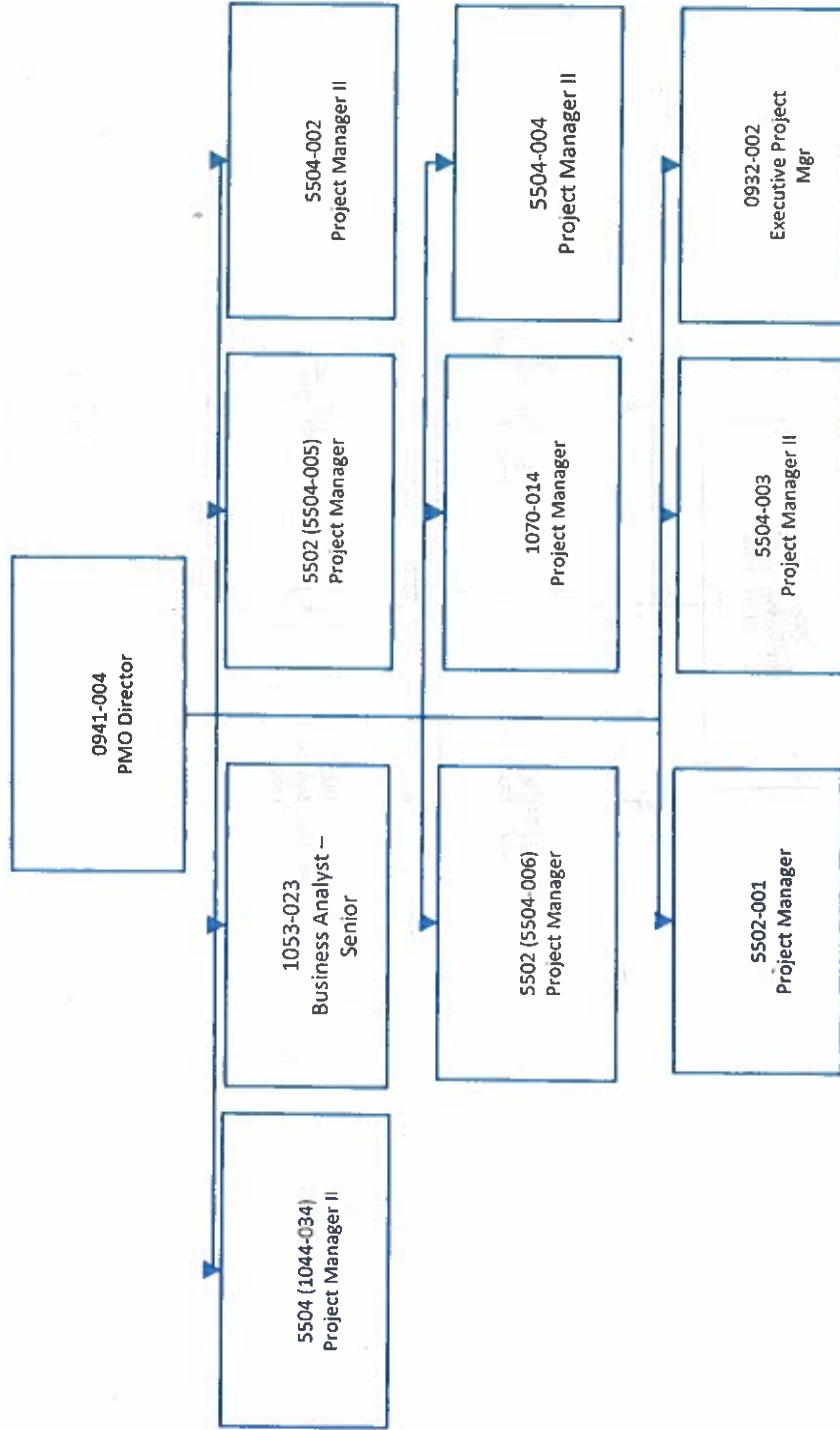 0941-004
PMO Director
5504 (1044-034)
Project Manager II
1053-023
Business Analyst –
Senior
5502 (5504-005)
Project Manager
5504-002
Project Manager II
5502 (5504-006)
Project Manager
1070-014
Project Manager
5504-004
Project Manager II
5502-001
Project Manager
5504-003
Project Manager II
0932-002
Executive Project
Mgr